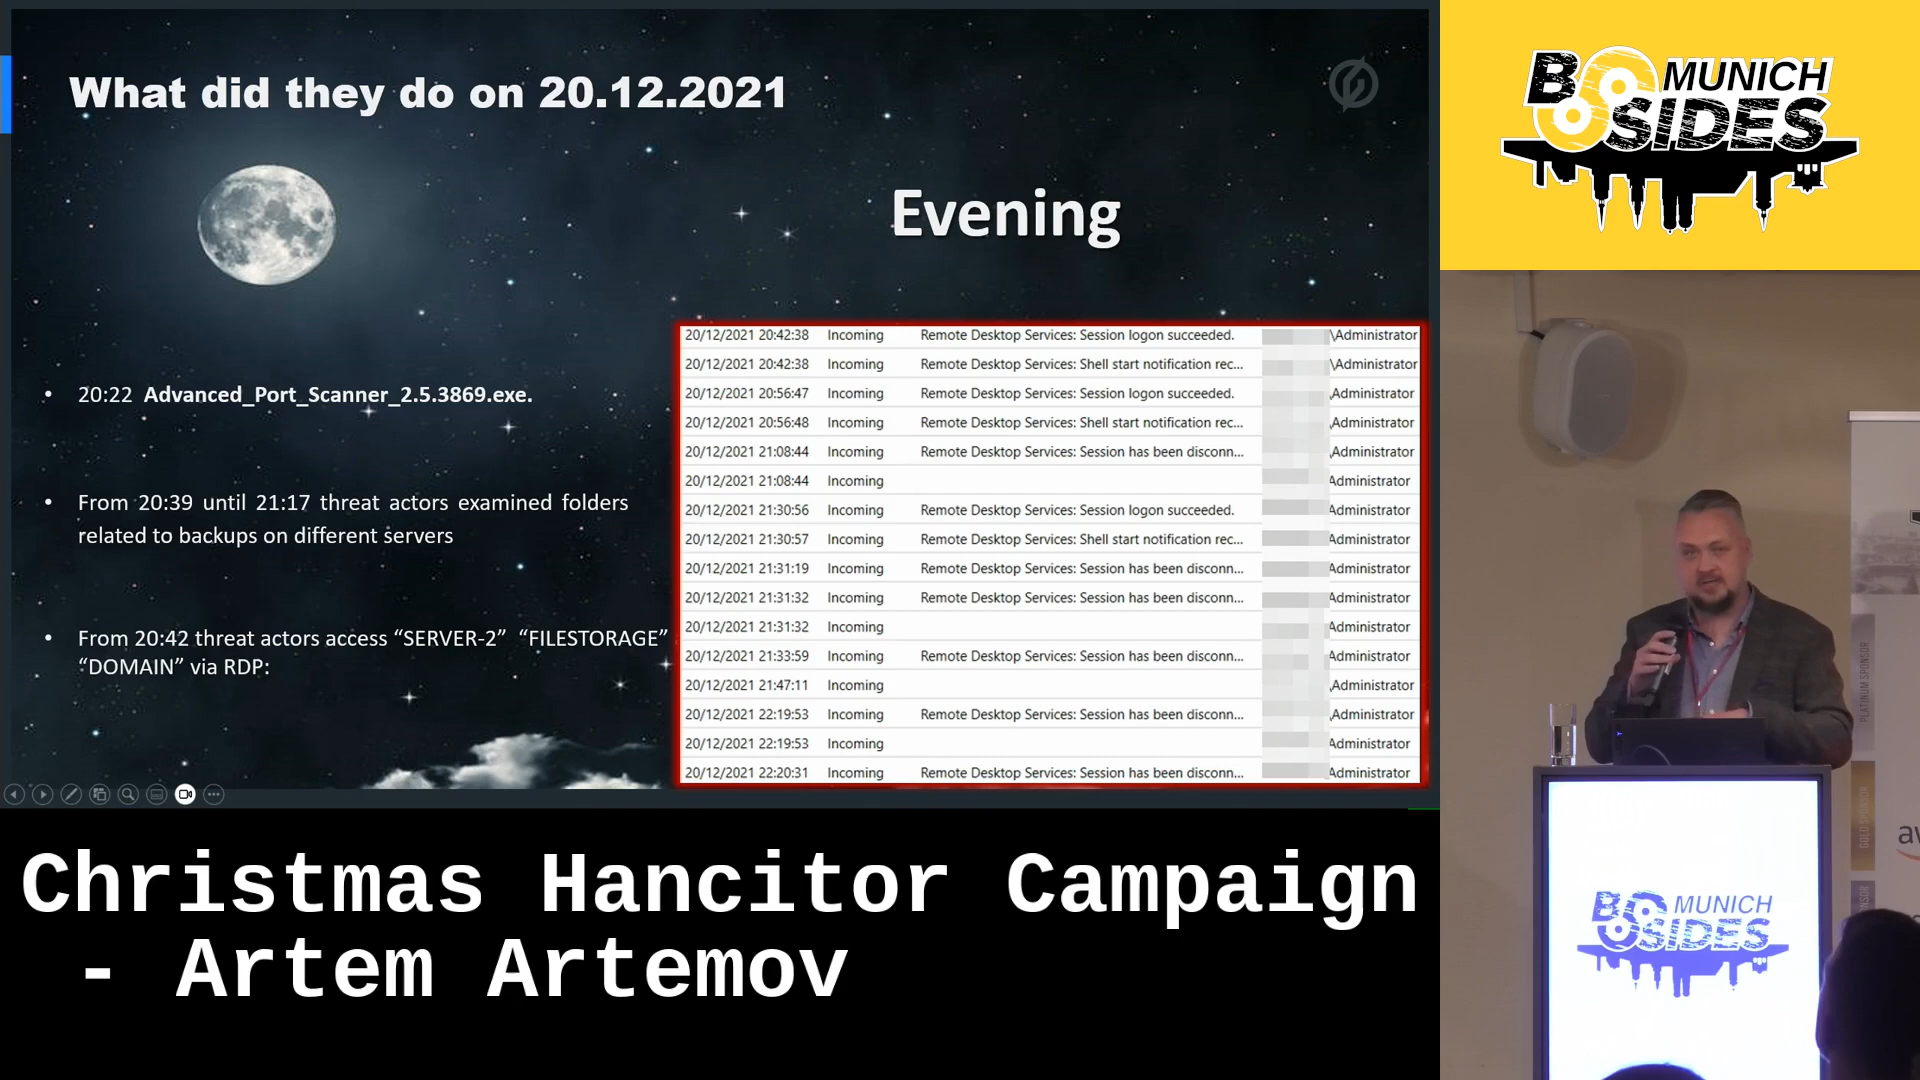 What did they do on 20.12.2021
Evening
• 20:22 Advanced_Port_Scanner_2.5.3869.exe.
• From 20:39 until 21:17 threat actors examined folders
related to backups on different servers
• From 20:42 threat actors access “SERVER-2” “FILESTORAGE”
“DOMAIN” via RDP:
20/12/2021 20:42:38 Incoming Remote Desktop Services: Session logon succeeded. \Administrator
20/12/2021 20:42:38 Incoming Remote Desktop Services: Shell start notification rec... \Administrator
20/12/2021 20:56:47 Incoming Remote Desktop Services: Session logon succeeded. \Administrator
20/12/2021 20:56:48 Incoming Remote Desktop Services: Shell start notification rec... \Administrator
20/12/2021 21:08:44 Incoming Remote Desktop Services: Session has been disconn... \Administrator
20/12/2021 21:08:44 Incoming Administrator
20/12/2021 21:30:56 Incoming Remote Desktop Services: Session logon succeeded. Administrator
20/12/2021 21:30:57 Incoming Remote Desktop Services: Shell start notification rec... Administrator
20/12/2021 21:31:19 Incoming Remote Desktop Services: Session has been disconn... Administrator
20/12/2021 21:31:32 Incoming Remote Desktop Services: Session has been disconn... Administrator
20/12/2021 21:31:32 Incoming Administrator
20/12/2021 21:33:59 Incoming Remote Desktop Services: Session has been disconn... Administrator
20/12/2021 21:47:11 Incoming \Administrator
20/12/2021 22:19:53 Incoming Remote Desktop Services: Session has been disconn... \Administrator
20/12/2021 22:19:53 Incoming Administrator
20/12/2021 22:20:31 Incoming Remote Desktop Services: Session has been disconn... Administrator
Christmas Hancitor Campaign
- Artem Artemov
B MUNICH
SIDES
PLATINUM SPONSOR
GOLD SPONSOR
B MUNICH
SIDES